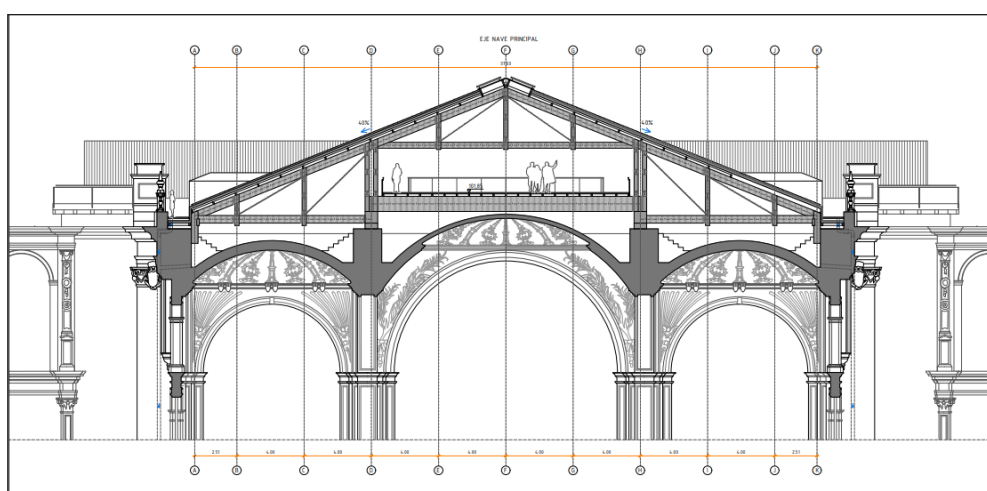 EJE NAVE PRINCIPAL
A B C D E F G H I J K
40% 40%
2.51 4.00 4.00 4.00 4.00 4.00 4.00 4.00 4.00 2.51
A B C D E F G H I J K